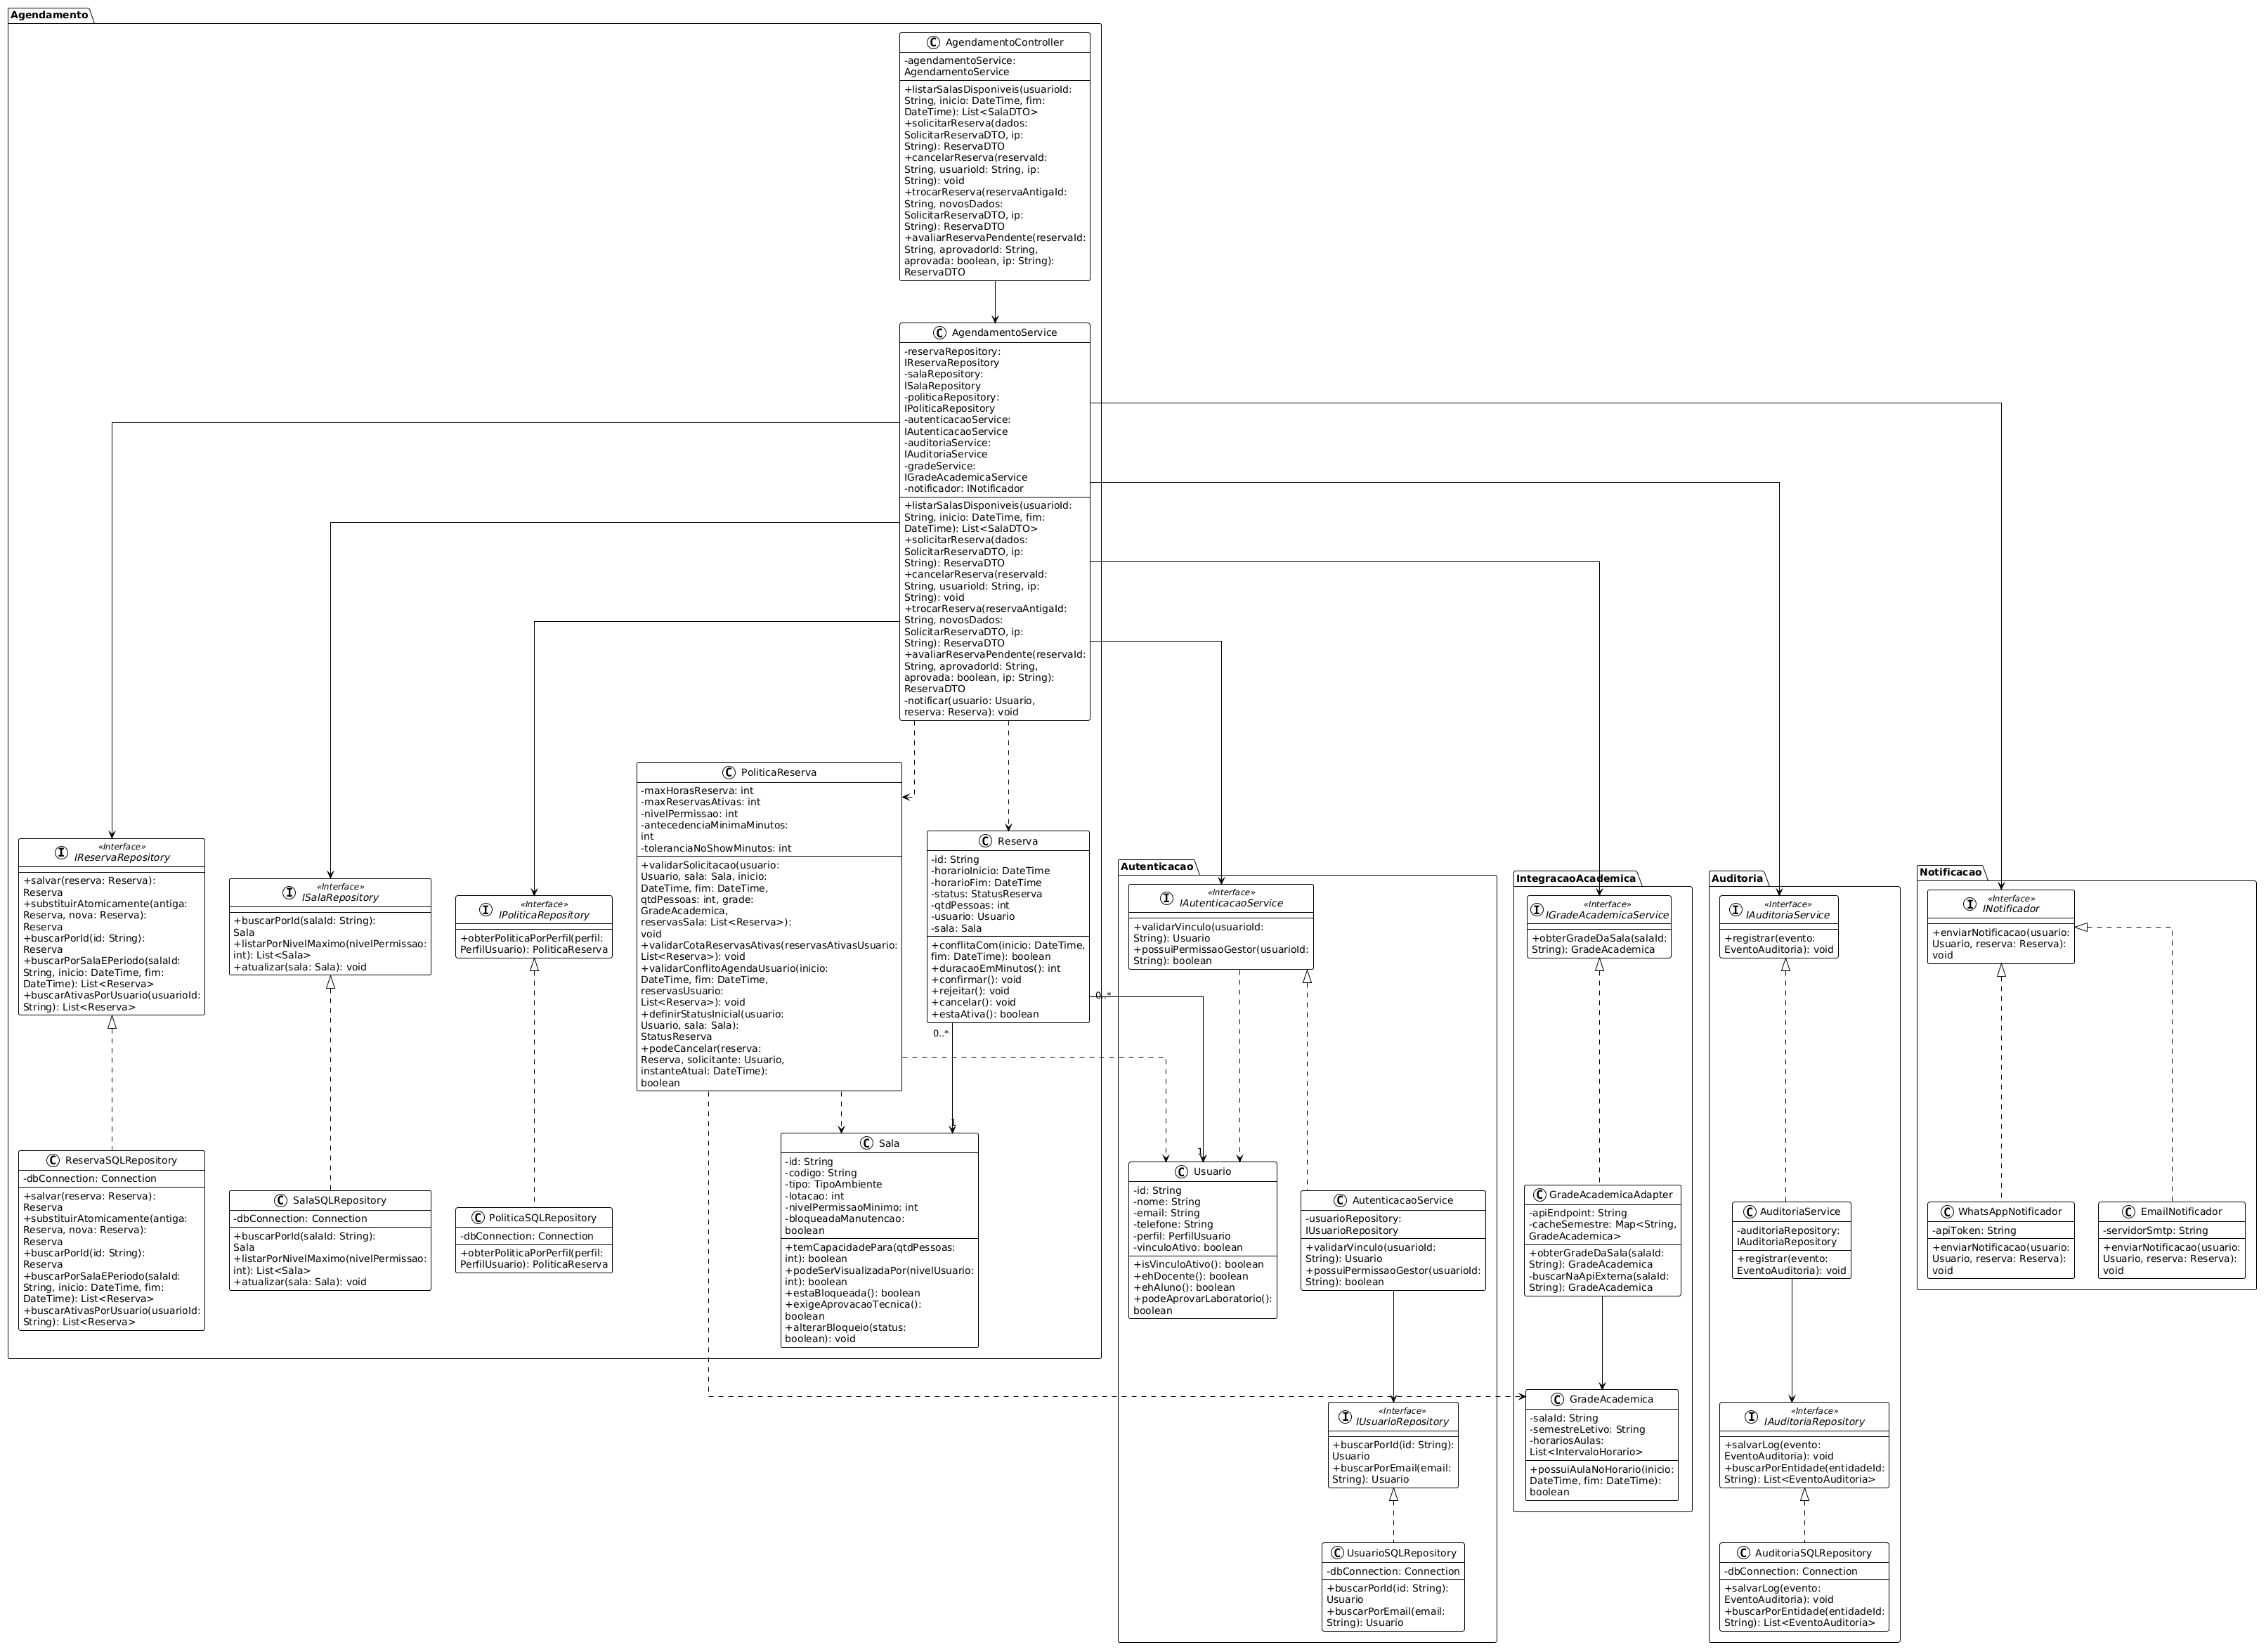 Agendamento
AgendamentoController
-agendamentoService:
AgendamentoService
+listarSalasDisponiveis(usuarioId:
String, inicio: DateTime, fim:
DateTime): List<SalaDTO>
+solicitarReserva(dados:
SolicitarReservaDTO, ip:
String): ReservaDTO
+cancelarReserva(reservaId:
String, usuarioId: String, ip:
String): void
+trocarReserva(reservaAntigaId:
String, novosDados:
SolicitarReservaDTO, ip:
String): ReservaDTO
+avaliarReservaPendente(reservaId:
String, aprovadorId: String,
aprovada: boolean, ip: String):
ReservaDTO
AgendamentoService
-reservaRepository:
IReservaRepository
-salaRepository:
ISalaRepository
-politicaRepository:
IPoliticaRepository
-autenticacaoService:
IAutenticacaoService
-auditoriaService:
IAuditoriaService
-gradeService:
IGradeAcademicaService
-notificador: INotificador
+listarSalasDisponiveis(usuarioId:
String, inicio: DateTime, fim:
DateTime): List<SalaDTO>
+solicitarReserva(dados:
SolicitarReservaDTO, ip:
String): ReservaDTO
+cancelarReserva(reservaId:
String, usuarioId: String, ip:
String): void
+trocarReserva(reservaAntigaId:
String, novosDados:
SolicitarReservaDTO, ip:
String): ReservaDTO
+avaliarReservaPendente(reservaId:
String, aprovadorId: String,
aprovada: boolean, ip: String):
ReservaDTO
-notificar(usuario: Usuario,
reserva: Reserva): void
«Interface»
IReservaRepository
+salvar(reserva: Reserva):
Reserva
+substituirAtomicamente(antiga:
Reserva, nova: Reserva):
Reserva
+buscarPorId(id: String):
Reserva
+buscarPorSalaEPeriodo(salaId:
String, inicio: DateTime, fim:
DateTime): List<Reserva>
+buscarAtivasPorUsuario(usuarioId:
String): List<Reserva>
«Interface»
ISalaRepository
+buscarPorId(salaId: String):
Sala
+listarPorNivelMaximo(nivelPermissao:
int): List<Sala>
+atualizar(sala: Sala): void
«Interface»
IPoliticaRepository
+obterPoliticaPorPerfil(perfil:
PerfilUsuario): PoliticaReserva
PoliticaReserva
-maxHorasReserva: int
-maxReservasAtivas: int
-nivelPermissao: int
-antecedenciaMinimaMinutos:
int
-toleranciaNoShowMinutos: int
+validarSolicitacao(usuario:
Usuario, sala: Sala, inicio:
DateTime, fim: DateTime,
qtdPessoas: int, grade:
GradeAcademica,
reservasSala: List<Reserva>):
void
+validarCotaReservasAtivas(reservasAtivasUsuario:
List<Reserva>): void
+validarConflitoAgendaUsuario(inicio:
DateTime, fim: DateTime,
reservasUsuario:
List<Reserva>): void
+definirStatusInicial(usuario:
Usuario, sala: Sala):
StatusReserva
+podeCancelar(reserva:
Reserva, solicitante: Usuario,
instanteAtual: DateTime):
boolean
Reserva
-id: String
-horarioInicio: DateTime
-horarioFim: DateTime
-status: StatusReserva
-qtdPessoas: int
-usuario: Usuario
-sala: Sala
+conflitaCom(inicio: DateTime,
fim: DateTime): boolean
+duracaoEmMinutos(): int
+confirmar(): void
+rejeitar(): void
+cancelar(): void
+estaAtiva(): boolean
0..*
0..*
1
1
ReservaSQLRepository
-dbConnection: Connection
+salvar(reserva: Reserva):
Reserva
+substituirAtomicamente(antiga:
Reserva, nova: Reserva):
Reserva
+buscarPorId(id: String):
Reserva
+buscarPorSalaEPeriodo(salaId:
String, inicio: DateTime, fim:
DateTime): List<Reserva>
+buscarAtivasPorUsuario(usuarioId:
String): List<Reserva>
SalaSQLRepository
-dbConnection: Connection
+buscarPorId(salaId: String):
Sala
+listarPorNivelMaximo(nivelPermissao:
int): List<Sala>
+atualizar(sala: Sala): void
PoliticaSQLRepository
-dbConnection: Connection
+obterPoliticaPorPerfil(perfil:
PerfilUsuario): PoliticaReserva
Sala
-id: String
-codigo: String
-tipo: TipoAmbiente
-lotacao: int
-nivelPermissaoMinimo: int
-bloqueadaManutencao:
boolean
+temCapacidadePara(qtdPessoas:
int): boolean
+podeSerVisualizadaPor(nivelUsuario:
int): boolean
+estaBloqueada(): boolean
+exigeAprovacaoTecnica():
boolean
+alterarBloqueio(status:
boolean): void
Autenticacao
«Interface»
IAutenticacaoService
+validarVinculo(usuarioId:
String): Usuario
+possuiPermissaoGestor(usuarioId:
String): boolean
Usuario
-id: String
-nome: String
-email: String
-telefone: String
-perfil: PerfilUsuario
-vinculoAtivo: boolean
+isVinculoAtivo(): boolean
+ehDocente(): boolean
+ehAluno(): boolean
+podeAprovarLaboratorio():
boolean
AutenticacaoService
-usuarioRepository:
IUsuarioRepository
+validarVinculo(usuarioId:
String): Usuario
+possuiPermissaoGestor(usuarioId:
String): boolean
«Interface»
IUsuarioRepository
+buscarPorId(id: String):
Usuario
+buscarPorEmail(email:
String): Usuario
UsuarioSQLRepository
-dbConnection: Connection
+buscarPorId(id: String):
Usuario
+buscarPorEmail(email:
String): Usuario
IntegracaoAcademica
«Interface»
IGradeAcademicaService
+obterGradeDaSala(salaId:
String): GradeAcademica
GradeAcademicaAdapter
-apiEndpoint: String
-cacheSemestre: Map<String,
GradeAcademica>
+obterGradeDaSala(salaId:
String): GradeAcademica
-buscarNaApiExterna(salaId:
String): GradeAcademica
GradeAcademica
-salaId: String
-semestreLetivo: String
-horariosAulas:
List<IntervaloHorario>
+possuiAulaNoHorario(inicio:
DateTime, fim: DateTime):
boolean
Auditoria
«Interface»
IAuditoriaService
+registrar(evento:
EventoAuditoria): void
AuditoriaService
-auditoriaRepository:
IAuditoriaRepository
+registrar(evento:
EventoAuditoria): void
«Interface»
IAuditoriaRepository
+salvarLog(evento:
EventoAuditoria): void
+buscarPorEntidade(entidadeId:
String): List<EventoAuditoria>
AuditoriaSQLRepository
-dbConnection: Connection
+salvarLog(evento:
EventoAuditoria): void
+buscarPorEntidade(entidadeId:
String): List<EventoAuditoria>
Notificacao
«Interface»
INotificador
+enviarNotificacao(usuario:
Usuario, reserva: Reserva):
void
WhatsAppNotificador
-apiToken: String
+enviarNotificacao(usuario:
Usuario, reserva: Reserva):
void
EmailNotificador
-servidorSmtp: String
+enviarNotificacao(usuario:
Usuario, reserva: Reserva):
void